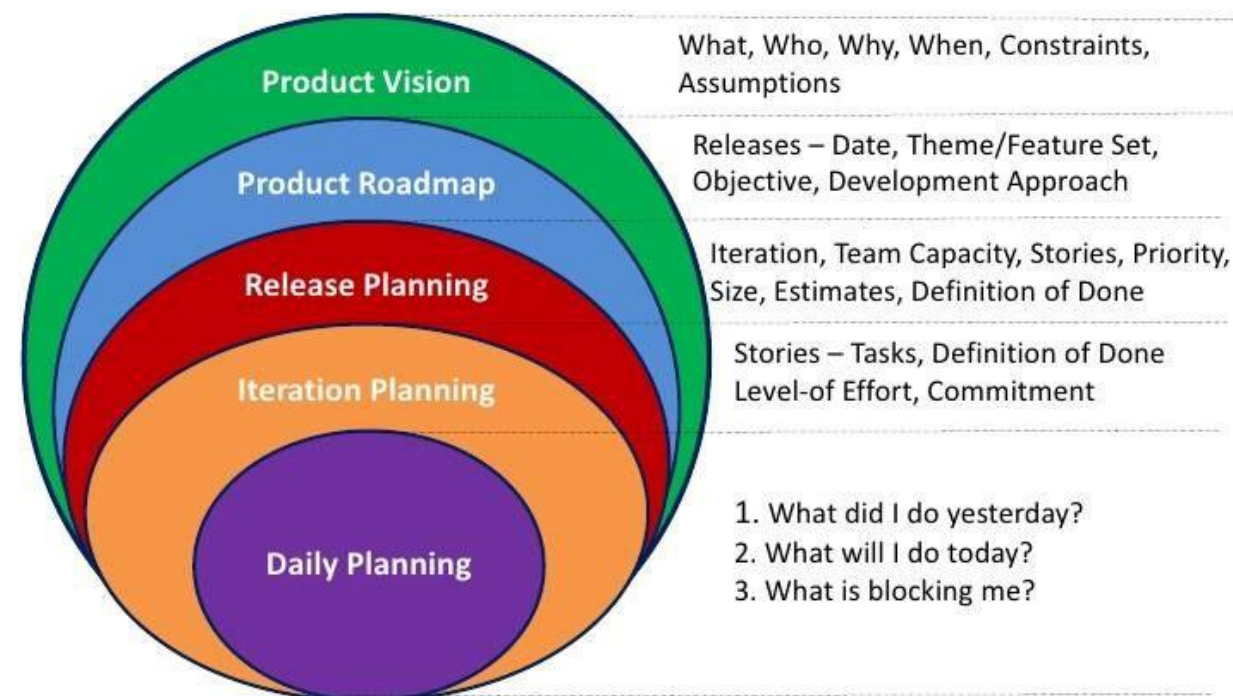 Product Vision
What, Who, Why, When, Constraints,
Assumptions
Product Roadmap
Releases – Date, Theme/Feature Set,
Objective, Development Approach
Release Planning
Iteration, Team Capacity, Stories, Priority,
Size, Estimates, Definition of Done
Iteration Planning
Stories – Tasks, Definition of Done
Level-of Effort, Commitment
Daily Planning
1. What did I do yesterday?
2. What will I do today?
3. What is blocking me?